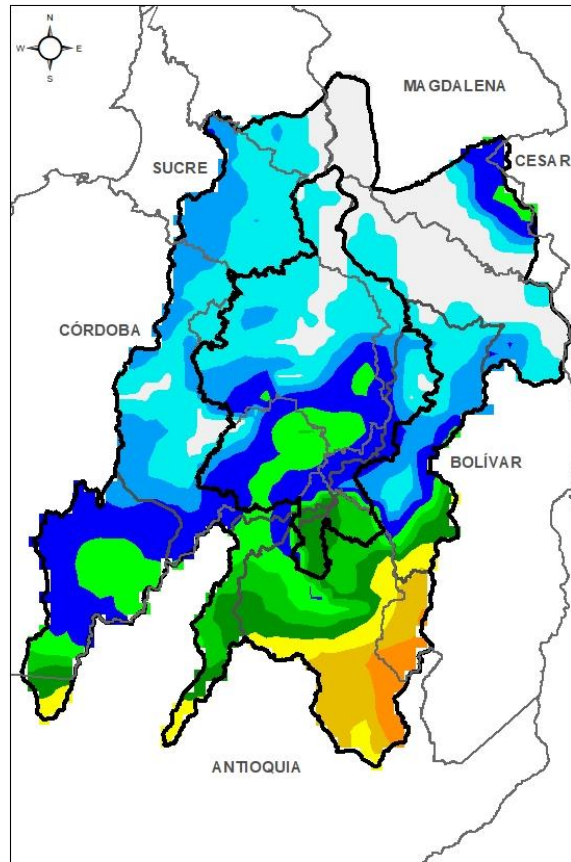 N
W E
S
MAGDALENA
CESAR
SUCRE
CÓRDOBA
BOLÍVAR
ANTIOQUIA